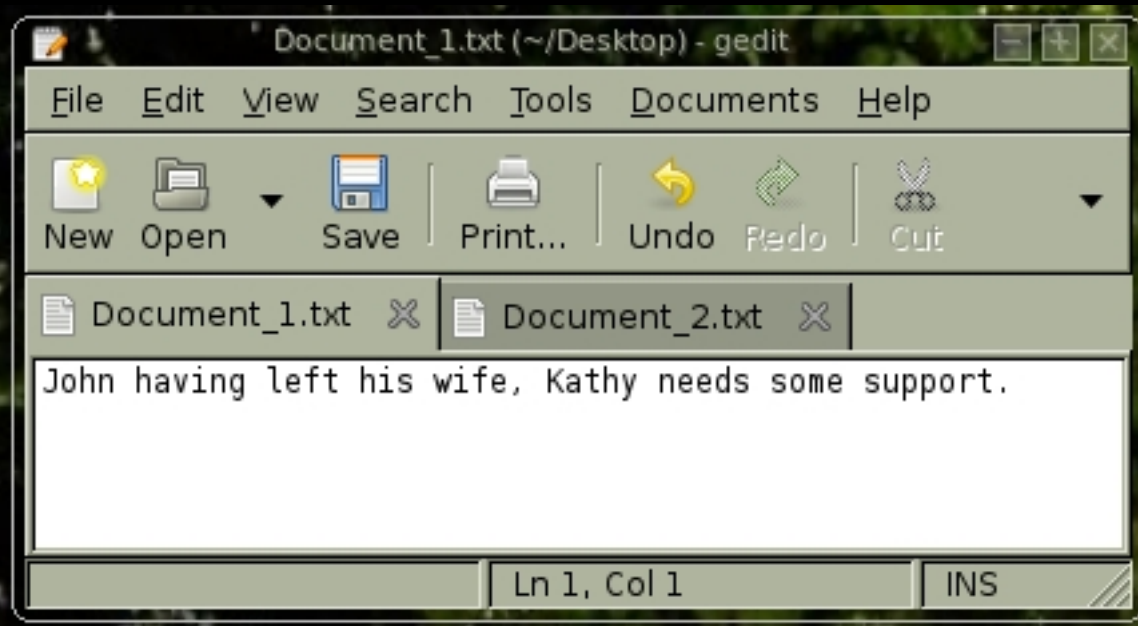 Document_1.txt (~/Desktop) - gedit
File Edit View Search Tools Documents Help
New Open Save Print... Undo Redo Cut
Document_1.txt Document_2.txt
John having left his wife, Kathy needs some support.
Ln 1, Col 1 INS